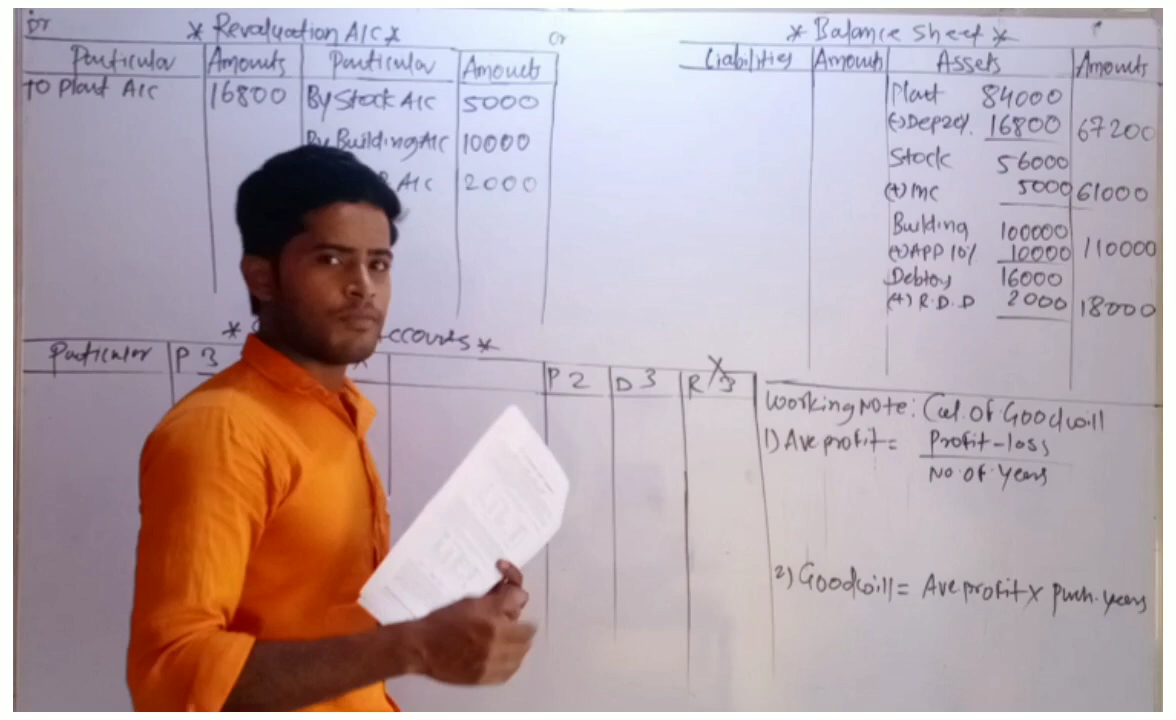 Dr * Revaluation A/C * Cr
Particular Amounts Particular Amounts
To Plant A/C 16800 By Stock A/C 5000
By Building A/C 10000
A/C 2000
* Balance Sheet *
Liabilities Amounts Assets Amounts
Plant 84000
(-) Dep 20%. 16800 67200
Stock 56000
(+) Inc 5000 61000
Building 100000
(+) APP 10% 10000 110000
Debtors 16000
(+) R.D.D 2000 18000
* ccounts *
Particular P 3 P 2 D 3 R X 3
Working Note: Cal. Of Goodwill
1) Ave profit = Profit - loss
No. of. Years
2) Goodwill = Ave profit X purch. years